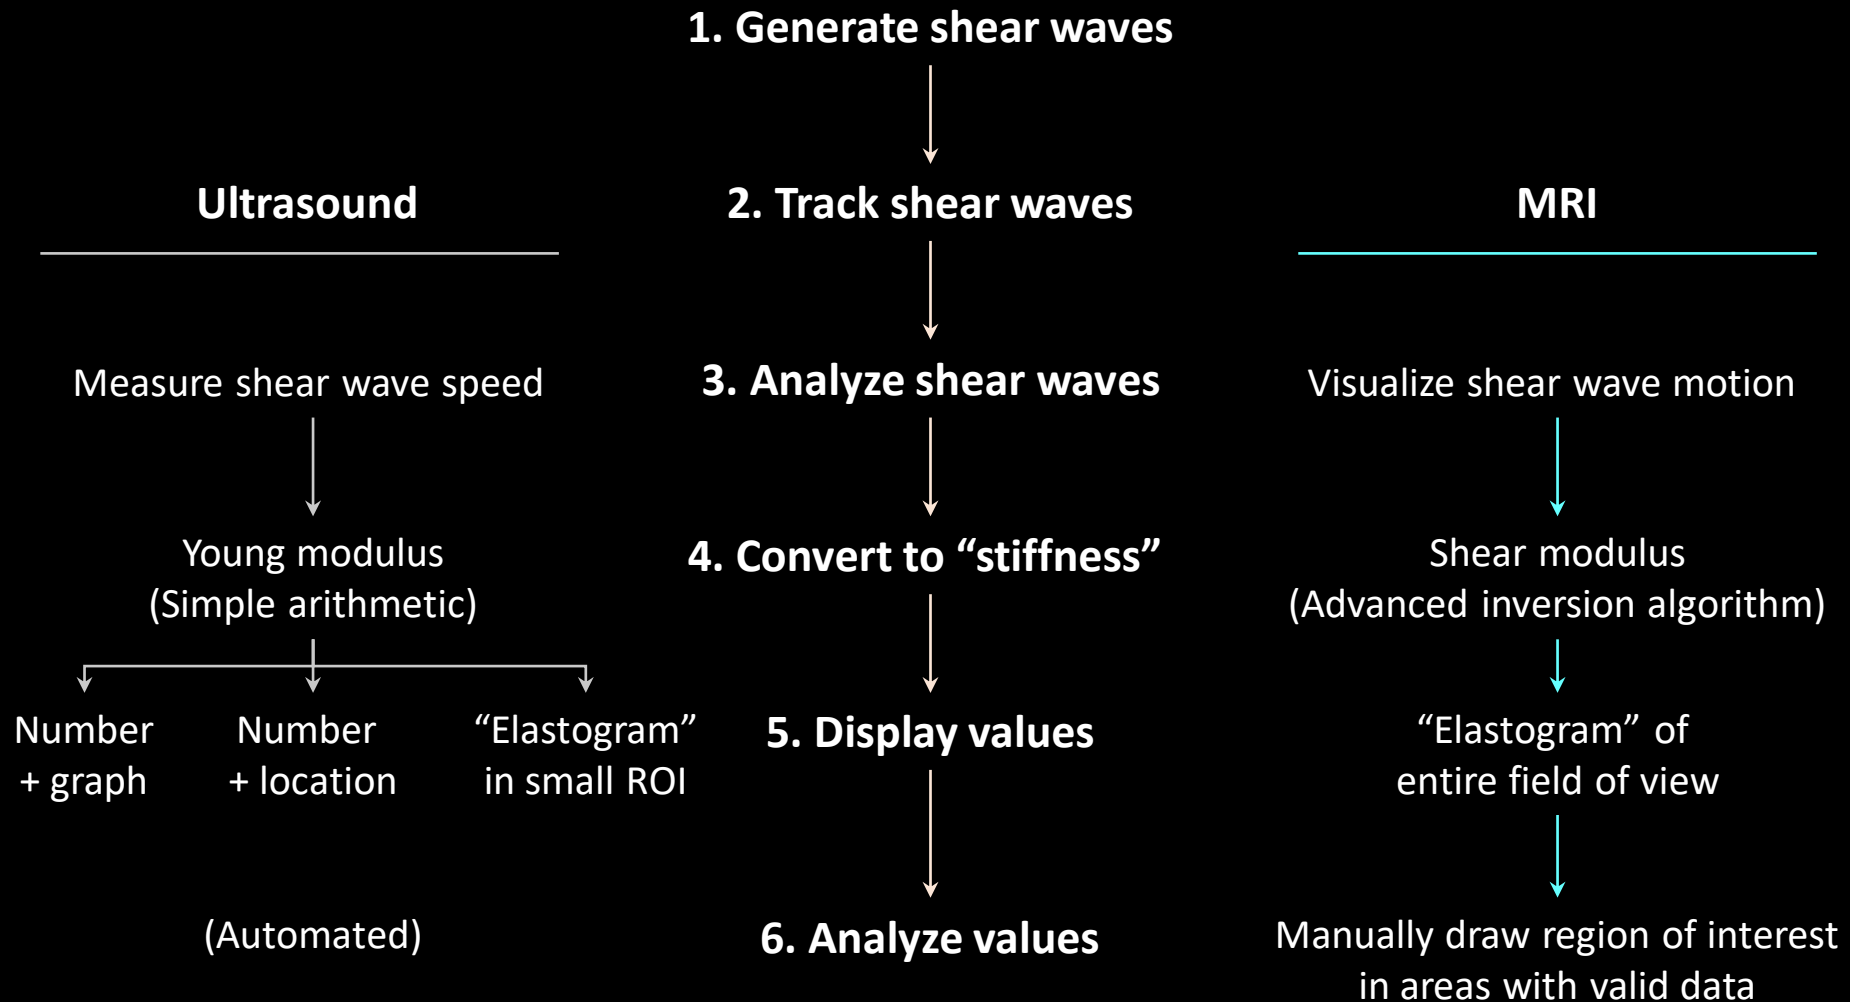 1. Generate shear waves
Ultrasound
2. Track shear waves
MRI
Measure shear wave speed
3. Analyze shear waves
Visualize shear wave motion
Young modulus
(Simple arithmetic)
4. Convert to “stiffness”
Shear modulus
(Advanced inversion algorithm)
Number
+ graph
Number
+ location
“Elastogram”
in small ROI
5. Display values
“Elastogram” of
entire field of view
(Automated)
6. Analyze values
Manually draw region of interest
in areas with valid data